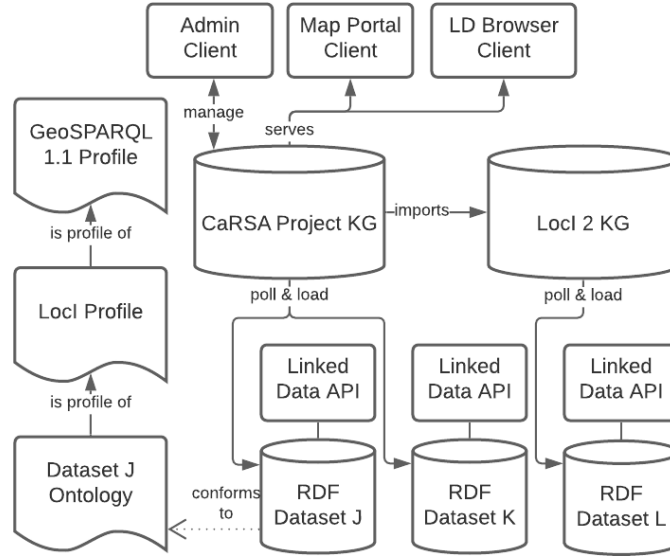 Admin
Client
Map Portal
Client
LD Browser
Client
manage
serves
GeoSPARQL
1.1 Profile
CaRSA Project KG
imports
LocI 2 KG
is profile of
poll & load
poll & load
LocI Profile
is profile of
Linked
Data API
Linked
Data API
Linked
Data API
Dataset J
Ontology
conforms
to
RDF
Dataset J
RDF
Dataset K
RDF
Dataset L